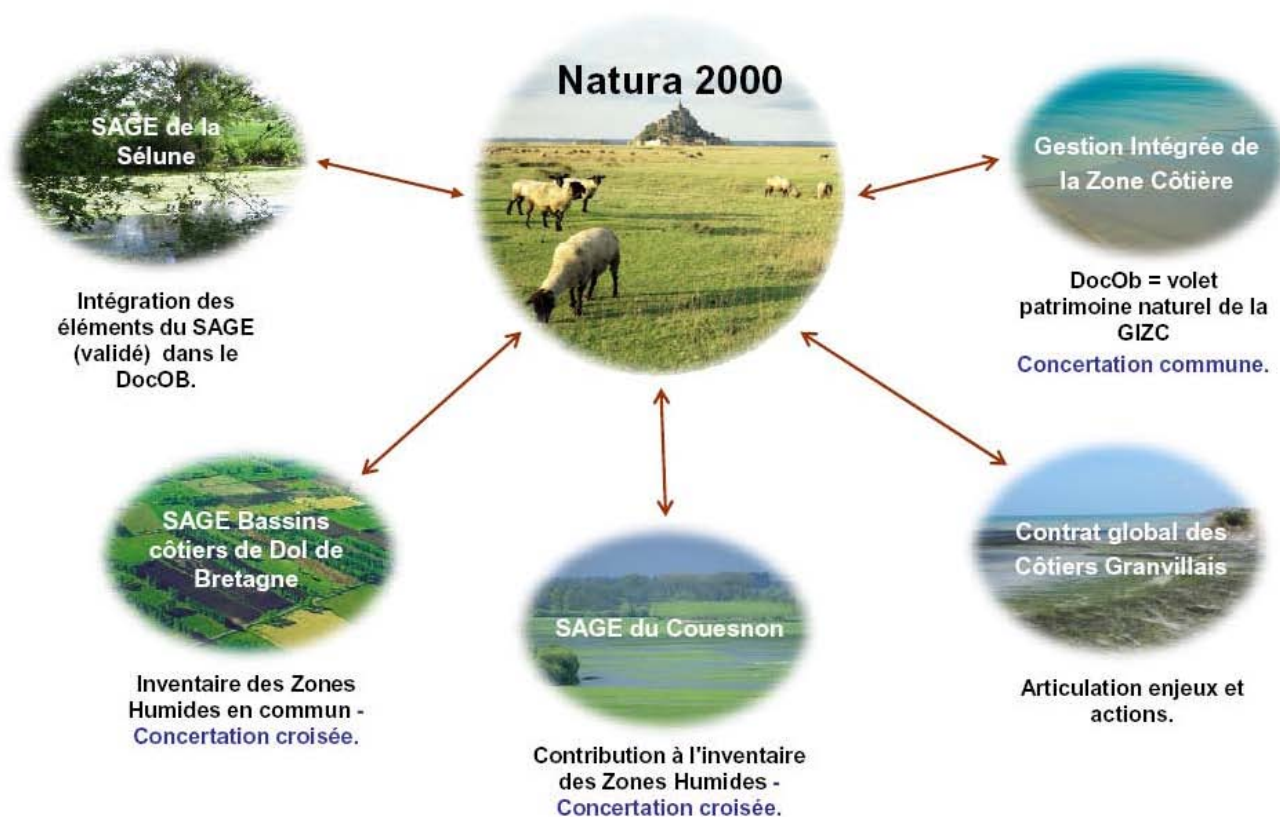 Natura 2000
SAGE de la
Sélune
Intégration des
éléments du SAGE
(validé) dans le
DocOB.
Gestion Intégrée de
la Zone Côtière
DocOb = volet
patrimoine naturel de la
GIZC
Concertation commune.
SAGE Bassins
côtiers de Dol de
Bretagne
Inventaire des Zones
Humides en commun -
Concertation croisée.
SAGE du Couesnon
Contribution à l'inventaire
des Zones Humides -
Concertation croisée.
Contrat global des
Côtiers Granvillais
Articulation enjeux et
actions.